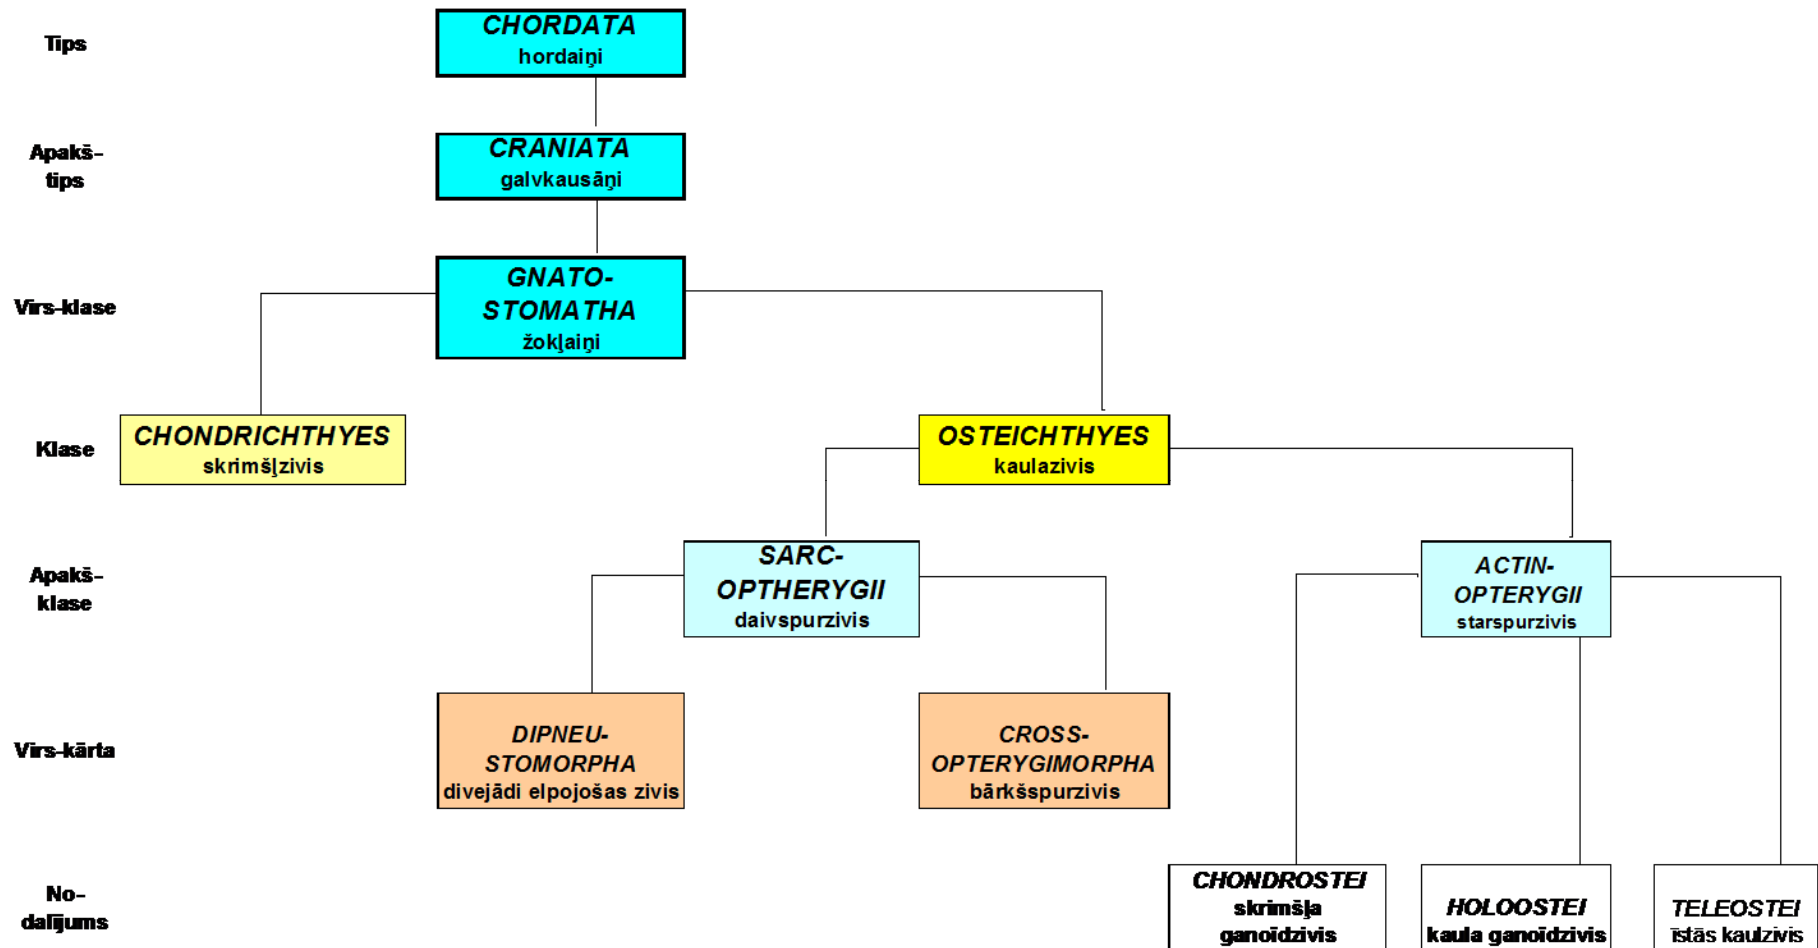 Tips
CHORDATA
hordaiņi
Apakš-
tips
CRANIATA
galvkausāņi
Virs-klase
GNATO-
STOMATHA
žokļaiņi
Klase
CHONDRICHTHYES
skrimšļzivis
OSTEICHTHYES
kaulazivis
Apakš-
klase
SARC-
OPTHERYGII
daivspurzivis
ACTIN-
OPTERYGII
starspurzivis
Virs-kārta
DIPNEU-
STOMORPHA
divejādi elpojošas zivis
CROSS-
OPTERYGIMORPHA
bārkšspurzivis
No-
dalījums
CHONDROSTEI
skrimšļa
ganoīdzivis
HOLOOSTEI
kaula ganoīdzivis
TELEOSTEI
īstās kaulzivis